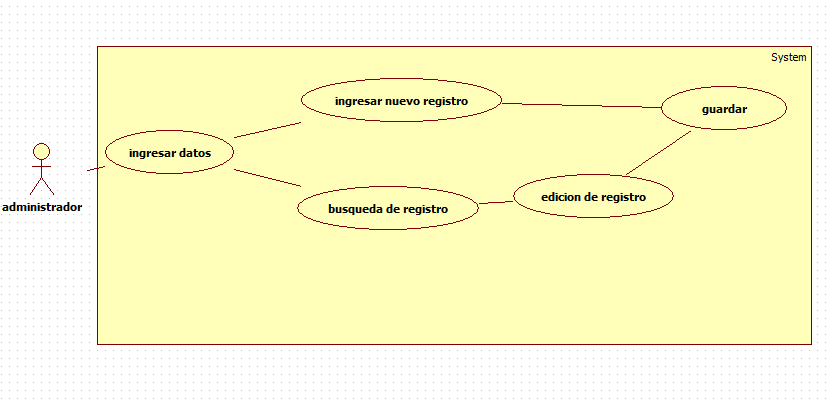 System
ingresar nuevo registro
guardar
ingresar datos
edicion de registro
administrador
busqueda de registro